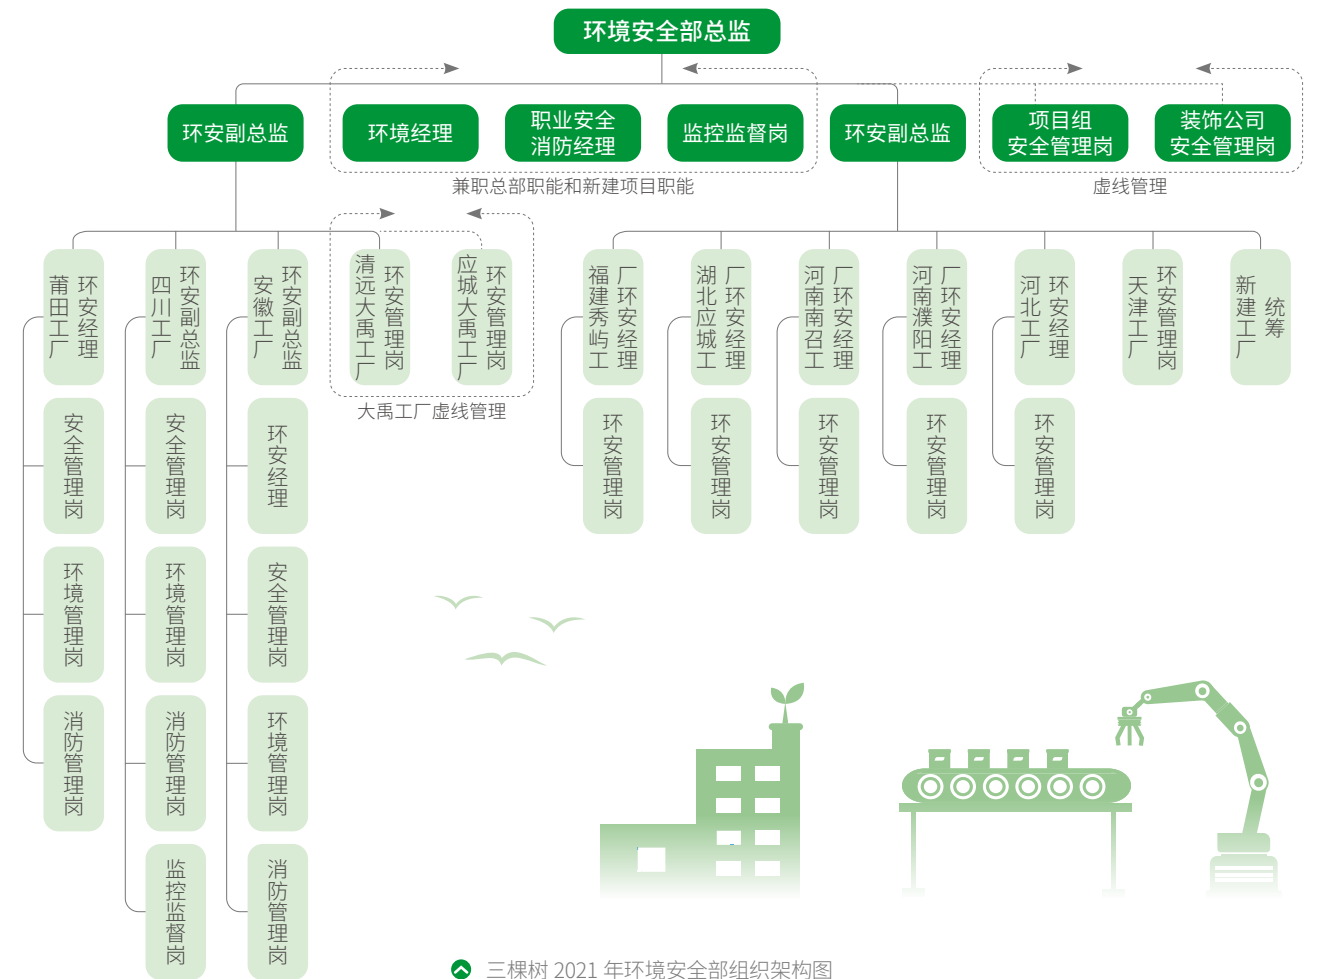 环境安全部总监
环安副总监
环境经理
职业安全
消防经理
监控监督岗
环安副总监
项目组
安全管理岗
装饰公司
安全管理岗
兼职总部职能和新建项目职能
虚线管理
莆田工厂
环安经理
四川工厂
环安副总监
安徽工厂
环安副总监
清远大禹工厂
环安管理岗
应城大禹工厂
环安管理岗
福建秀屿工
厂环安经理
湖北应城工
厂环安经理
河南南召工
厂环安经理
河南濮阳工
厂环安经理
河北工厂
环安经理
天津工厂
环安管理岗
新建工厂
统筹
大禹工厂虚线管理
安全管理岗
安全管理岗
环安经理
环安管理岗
环安管理岗
环安管理岗
环安管理岗
环安管理岗
环境管理岗
环境管理岗
安全管理岗
消防管理岗
消防管理岗
环境管理岗
监控监督岗
消防管理岗
三棵树 2021 年环境安全部组织架构图